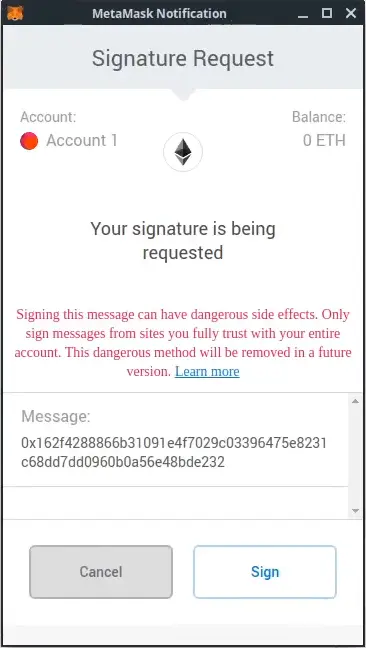 MetaMask Notification
Signature Request
Account:
Balance:
Account 1
0 ETH
Your signature is being
requested
Signing this message can have dangerous side effects. Only
sign messages from sites you fully trust with your entire
account. This dangerous method will be removed in a future
version. Learn more
Message:
0x162f4288866b31091e4f7029c03396475e8231
c68dd7dd0960b0a56e48bde232
Cancel
Sign